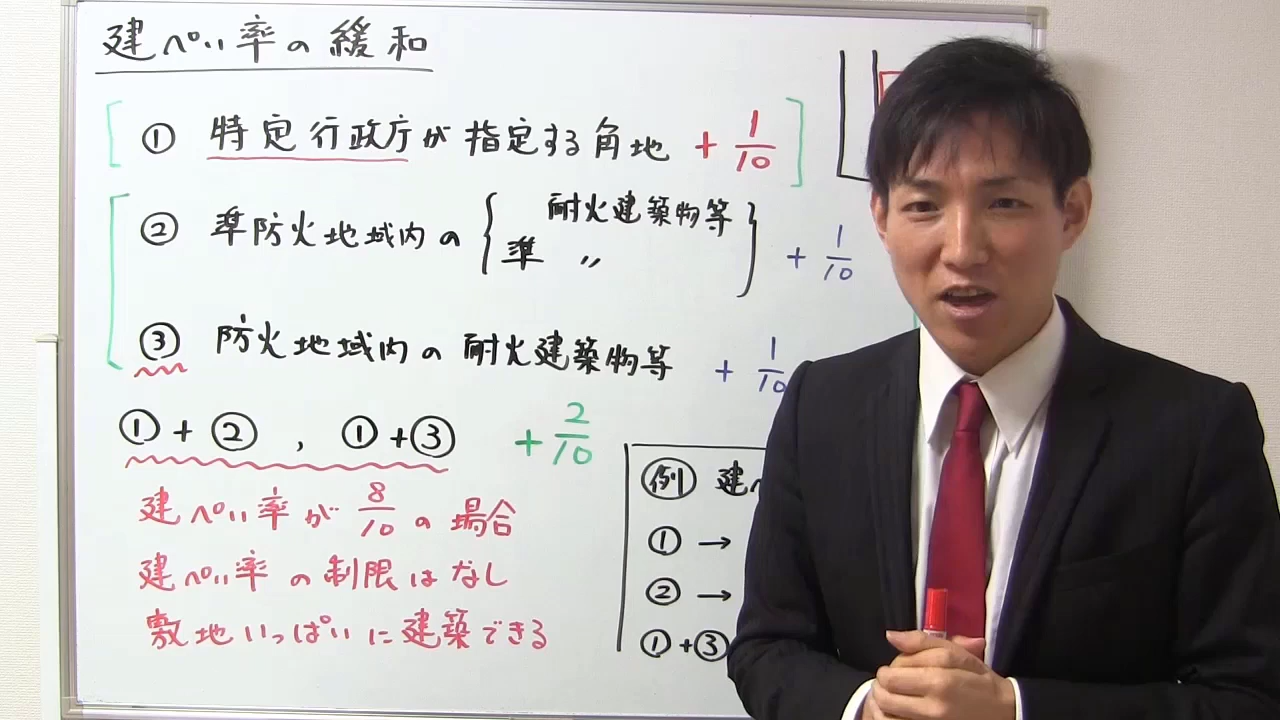 建ぺい率の緩和
① 特定行政庁が指定する角地 + 1/10
② 準防火地域内の { 耐火建築物等
準 〃 } + 1/10
③ 防火地域内の耐火建築物等 + 1/10
①+②, ①+③ + 2/10
建ぺい率が 8/10 の場合
建ぺい率の制限はなし
敷地いっぱいに建築できる
例 建
① →
② →
①+③